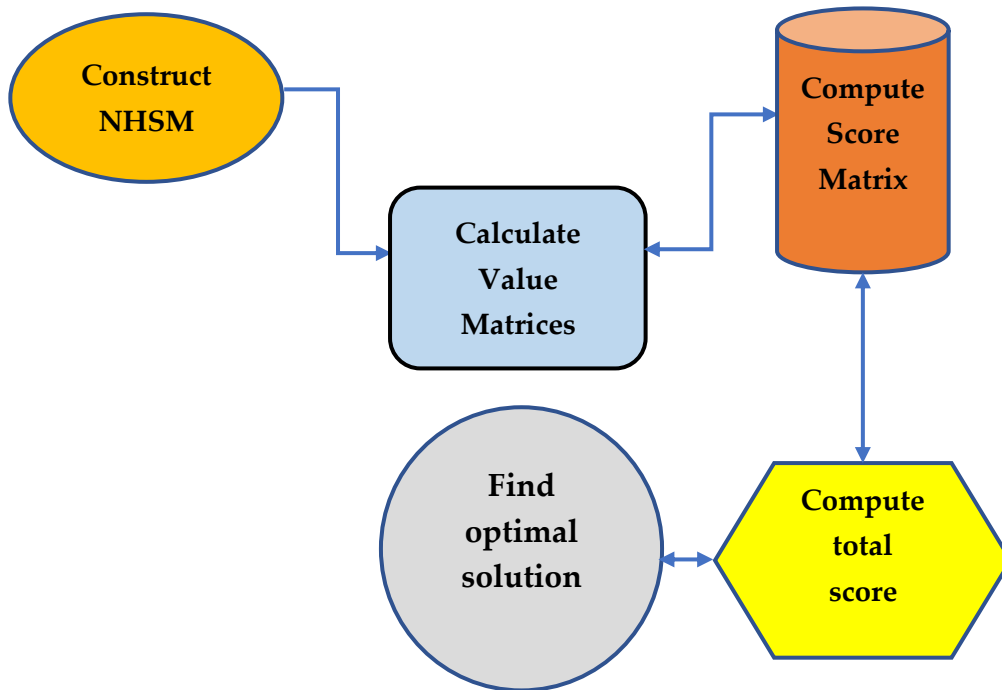 Construct
NHSM
Compute
Score
Matrix
Calculate
Value
Matrices
Find
optimal
solution
Compute
total
score